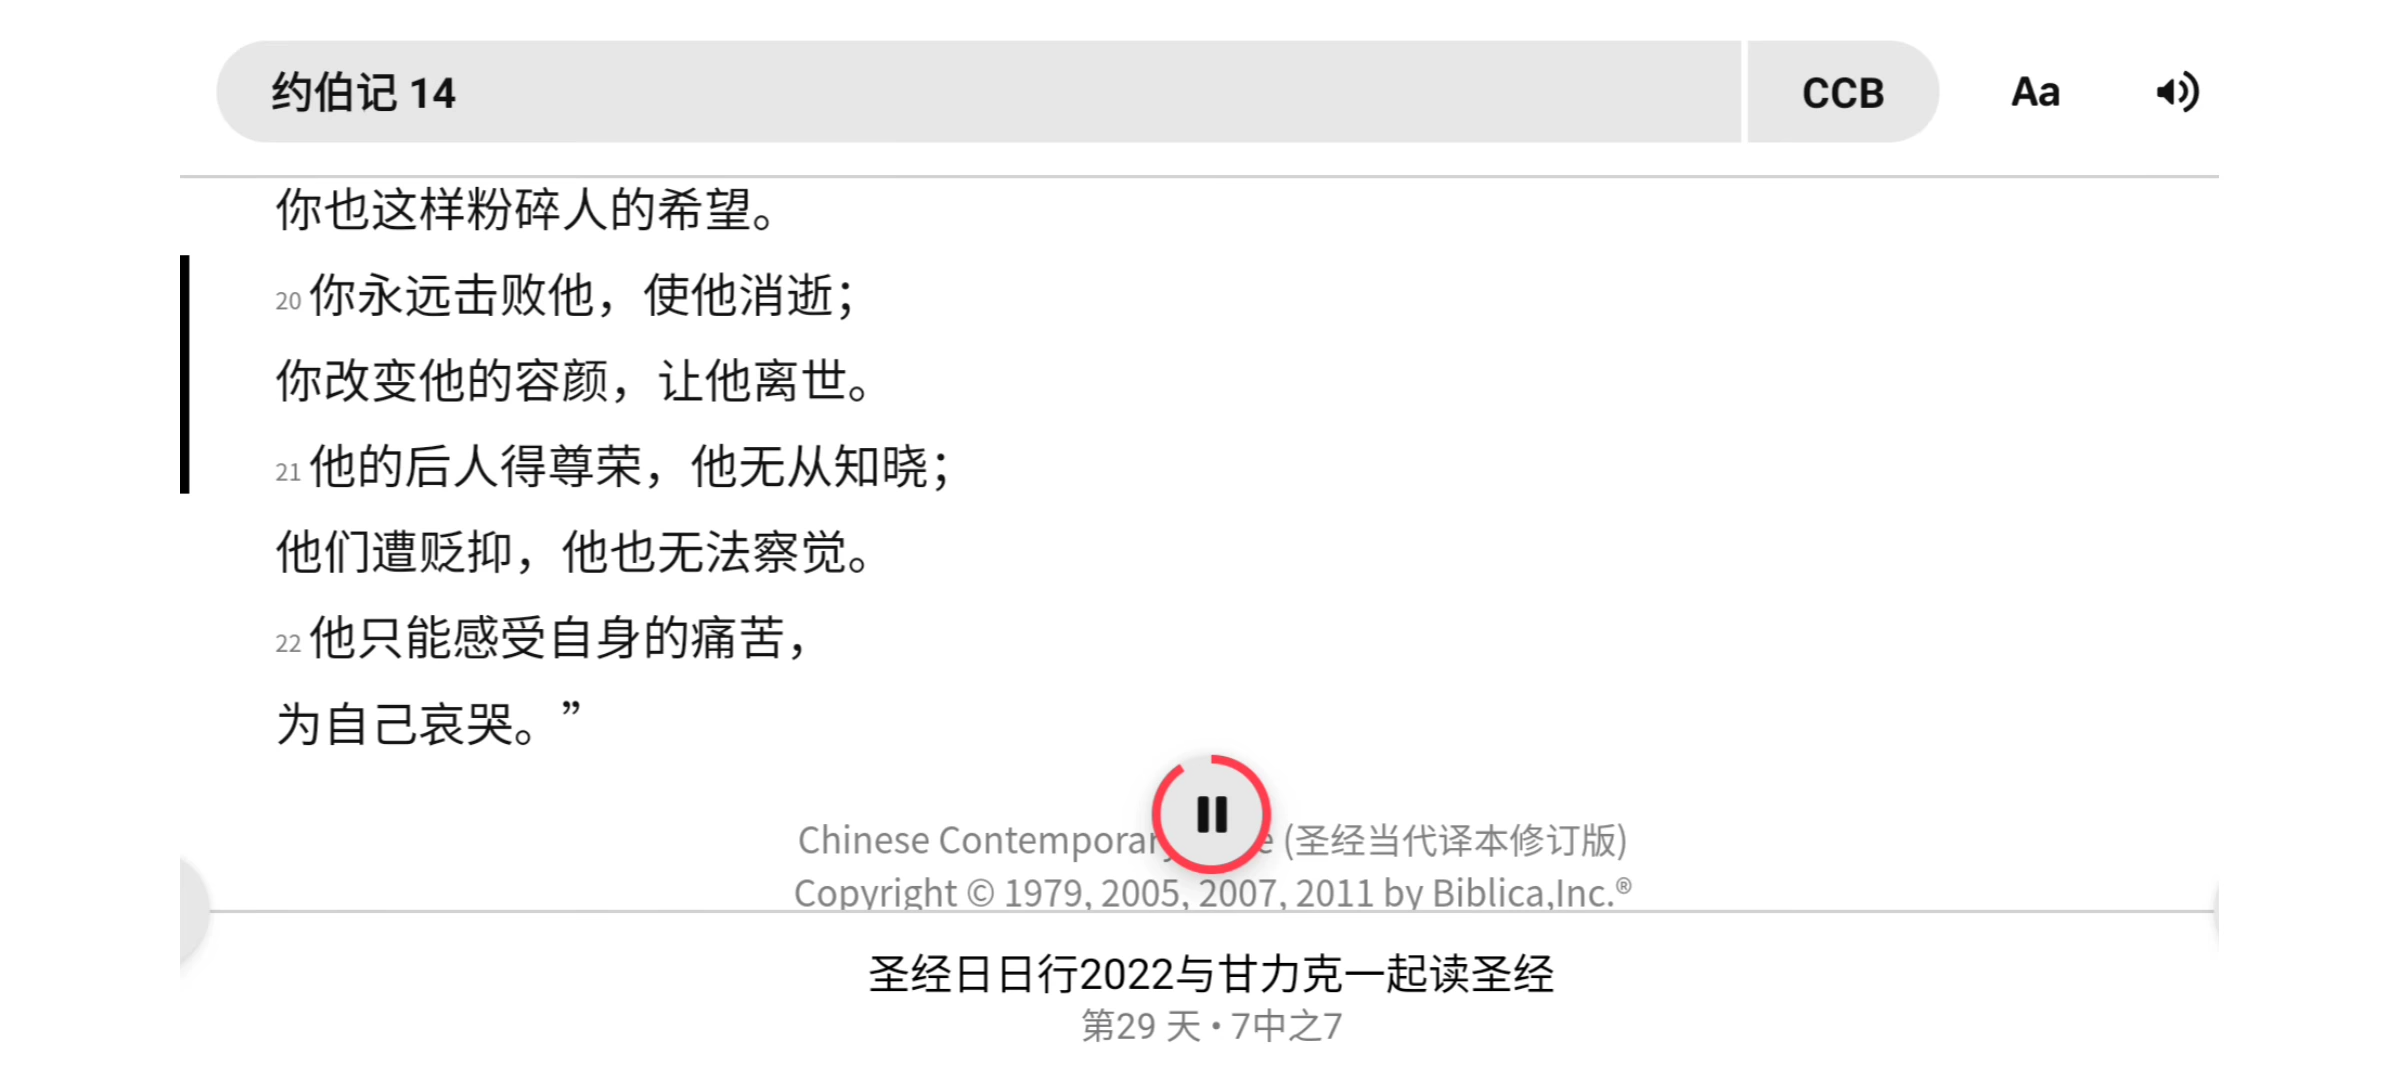 约伯记 14 CCB Aa
你也这样粉碎人的希望。
20 你永远击败他，使他消逝；
你改变他的容颜，让他离世。
21 他的后人得尊荣，他无从知晓；
他们遭贬抑，他也无法察觉。
22 他只能感受自身的痛苦，
为自己哀哭。”
Chinese Contemporary (圣经当代译本修订版)
Copyright © 1979, 2005, 2007, 2011 by Biblica,Inc.®
圣经日日行2022与甘力克一起读圣经
第29 天 • 7中之7